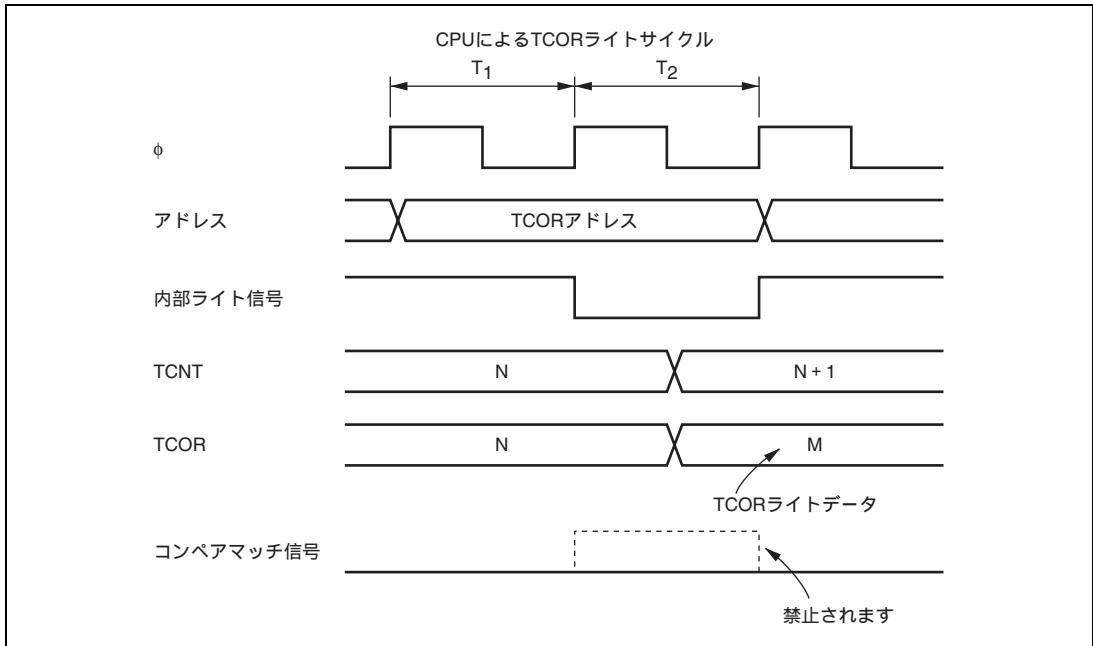 CPUによるTCORライトサイクル
T1 T2
φ
アドレス TCORアドレス
内部ライト信号
TCNT N N + 1
TCOR N M
TCORライトデータ
コンペアマッチ信号
禁止されます